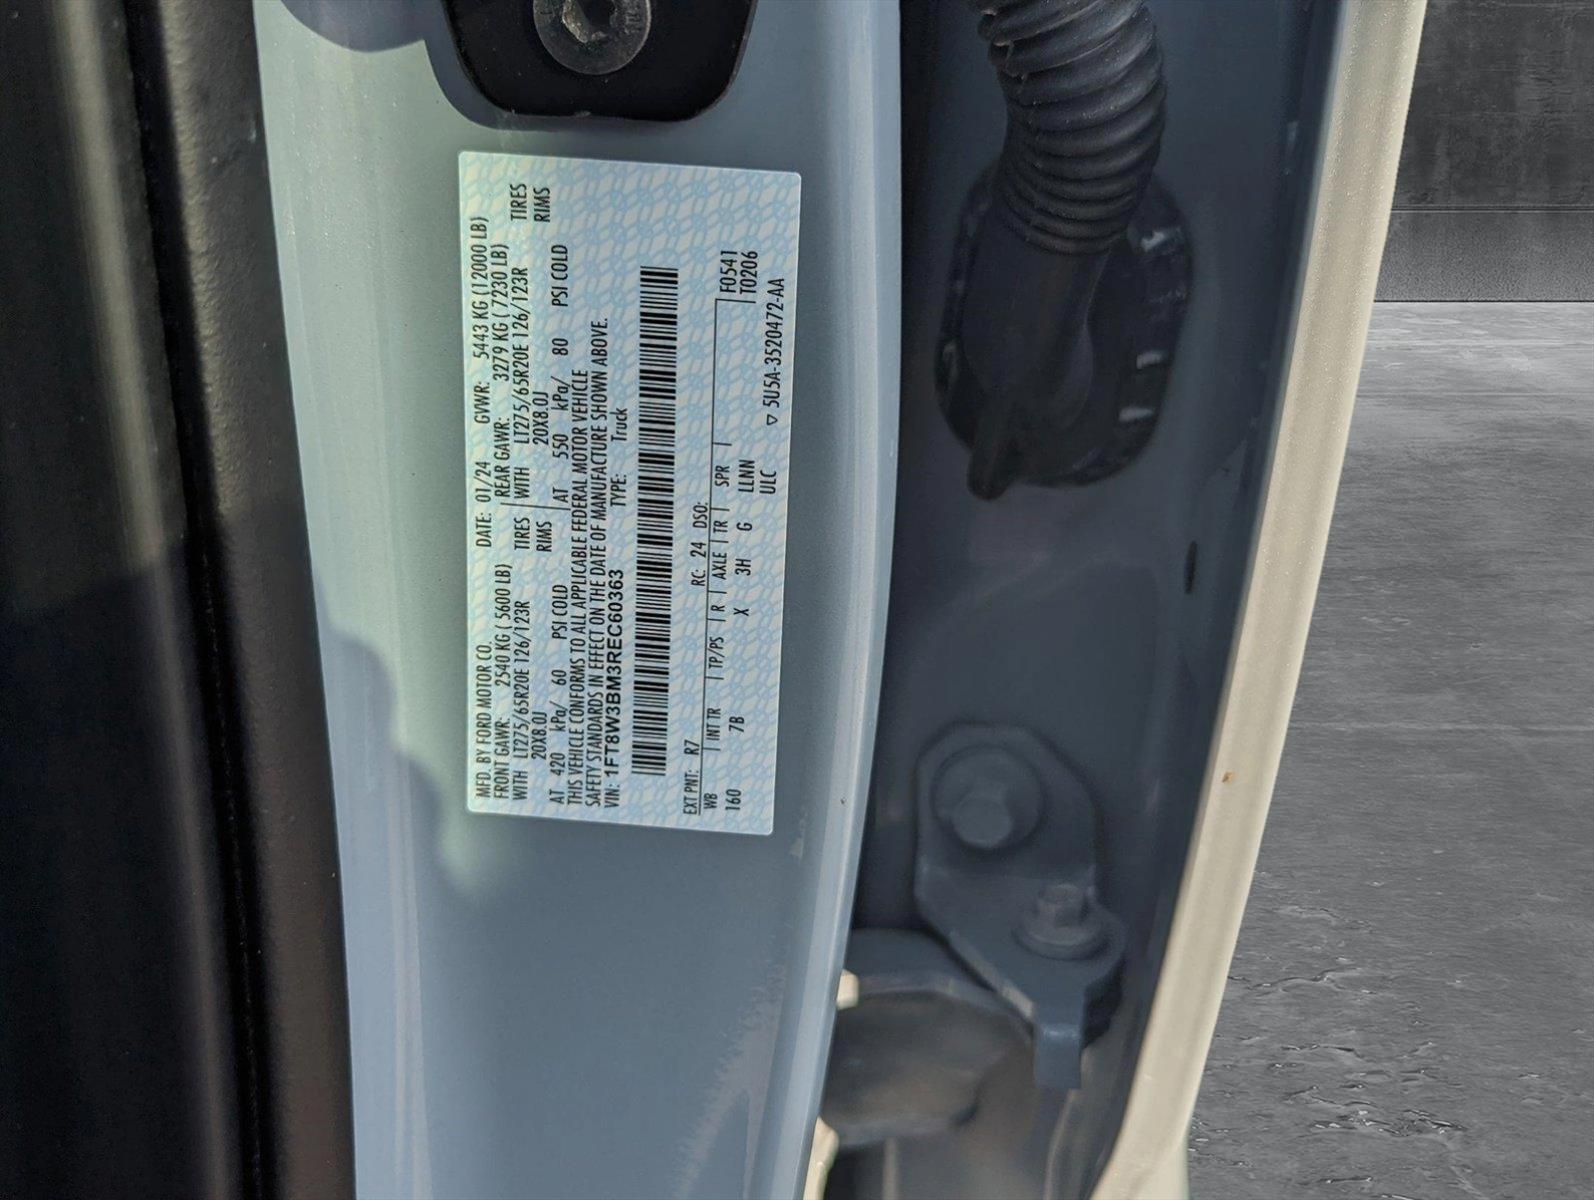 MFD. BY FORD MOTOR CO. DATE: 01/24 GVWR: 5443 KG (12000 LB)
FRONT GAWR: 2540 KG ( 5600 LB) REAR GAWR: 3279 KG ( 7230 LB)
WITH LT275/65R20E 126/123R TIRES WITH LT275/65R20E 126/123R TIRES
20X8.0J RIMS 20X8.0J RIMS
AT 420 kPa/ 60 PSI COLD AT 550 kPa/ 80 PSI COLD
THIS VEHICLE CONFORMS TO ALL APPLICABLE FEDERAL MOTOR VEHICLE
SAFETY STANDARDS IN EFFECT ON THE DATE OF MANUFACTURE SHOWN ABOVE.
VIN: 1FT8W3BM3REC60363 TYPE: Truck
EXT PNT: R7 RC: 24 DSO:
WB INT TR TP/PS R AXLE TR SPR F0541
160 7B X 3H G LLNN T0206
ULC ▽ 5U5A-3520472-AA